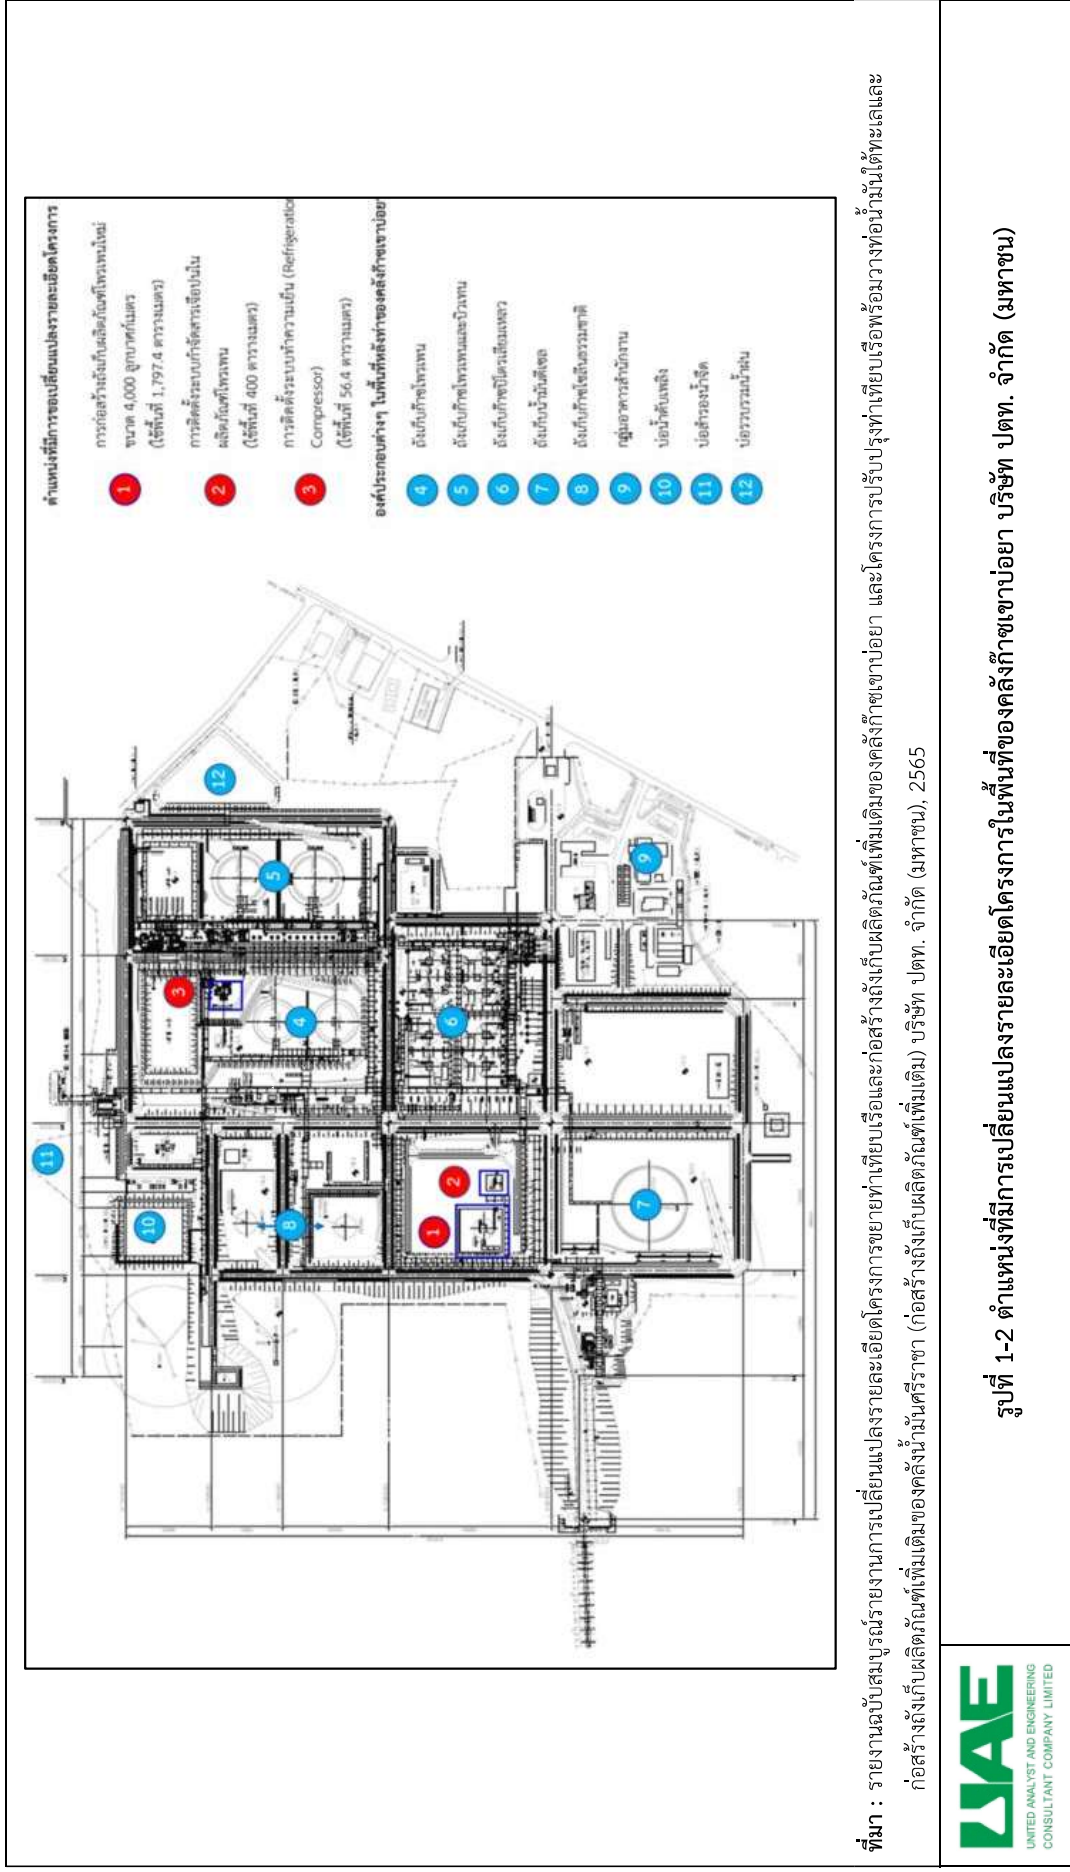 ตำแหน่งที่มีการขอเปลี่ยนแปลงรายละเอียดโครงการ
1
การก่อสร้างถังเก็บผลิตภัณฑ์โพรเพนใหม่
ขนาด 4,000 ลูกบาศก์เมตร
(ใช้พื้นที่ 1,797.4 ตารางเมตร)
2
การติดตั้งระบบกำจัดสารเจือปนใน
ผลิตภัณฑ์โพรเพน
(ใช้พื้นที่ 400 ตารางเมตร)
3
การติดตั้งระบบทำความเย็น (Refrigeratio
Compressor)
(ใช้พื้นที่ 56.4 ตารางเมตร)
องค์ประกอบต่างๆ ในพื้นที่หลังท่าของคลังก๊าซเขาบ่อย
4 ถังเก็บก๊าซโพรเพน
5 ถังเก็บก๊าซโพรเพนและบิวเทน
6 ถังเก็บก๊าซปิโตรเลียมเหลว
7 ถังเก็บน้ำมันดีเซล
8 ถังเก็บก๊าซโซลีนธรรมชาติ
9 กลุ่มอาคารสำนักงาน
10 บ่อน้ำดับเพลิง
11 บ่อสำรองน้ำจืด
12 บ่อรวบรวมน้ำฝน
11
10
3
12
5
4
8
6
1
2
7
9
ที่มา : รายงานฉบับสมบูรณ์รายงานการเปลี่ยนแปลงรายละเอียดโครงการขยายท่าเทียบเรือและก่อสร้างถังเก็บผลิตภัณฑ์เพิ่มเติมของคลังก๊าซเขาบ่อยา และโครงการปรับปรุงท่าเทียบเรือพร้อมวางท่อน้ำมันใต้ทะเลและ
ก่อสร้างถังเก็บผลิตภัณฑ์เพิ่มเติมของคลังน้ำมันศรีราชา (ก่อสร้างถังเก็บผลิตภัณฑ์เพิ่มเติม) บริษัท ปตท. จำกัด (มหาชน), 2565
UAE
UNITED ANALYST AND ENGINEERING
CONSULTANT COMPANY LIMITED
รูปที่ 1-2 ตำแหน่งที่มีการเปลี่ยนแปลงรายละเอียดโครงการในพื้นที่ของคลังก๊าซเขาบ่อยา บริษัท ปตท. จำกัด (มหาชน)